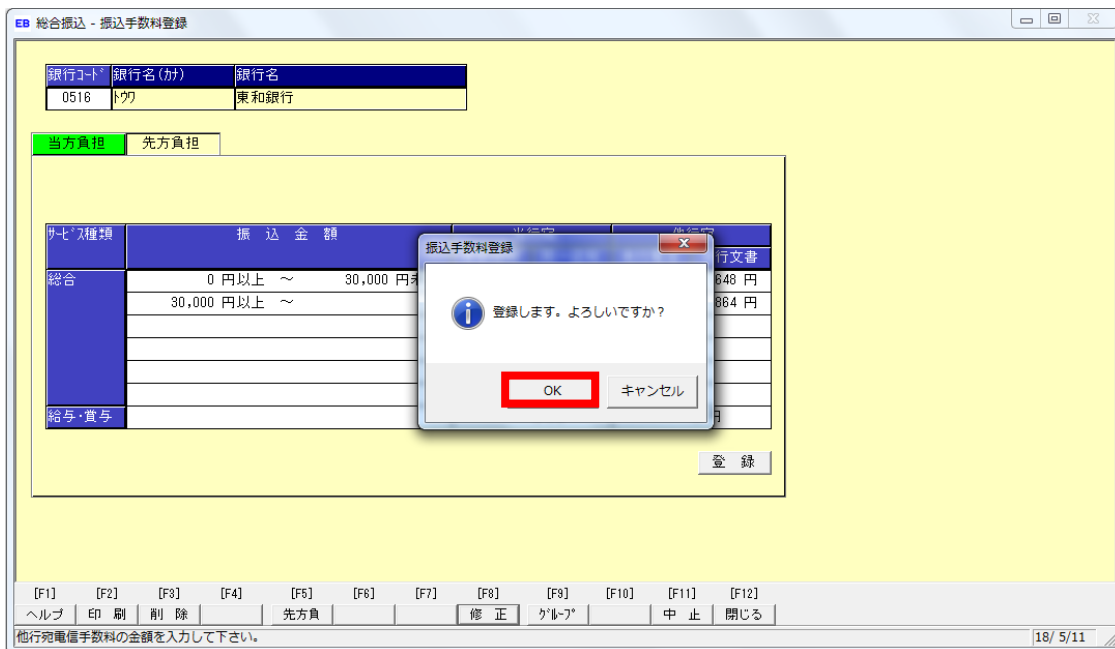 EB 総合振込 - 振込手数料登録
銀行ｺｰﾄﾞ 銀行名(ｶﾅ) 銀行名
0516 ﾄｳﾜ 東和銀行
当方負担 先方負担
ｻｰﾋﾞｽ種類 振 込 金 額
行文書
総合 0 円以上 ～ 30,000 円 648 円
30,000 円以上 ～ 864 円
給与･賞与
振込手数料登録
登録します。よろしいですか？
OK キャンセル
登 録
[F1] [F2] [F3] [F4] [F5] [F6] [F7] [F8] [F9] [F10] [F11] [F12]
ヘルプ 印 刷 削 除 先方負 修 正 ｸﾞﾙｰﾌﾟ 中 止 閉じる
他行宛電信手数料の金額を入力して下さい。 18/ 5/11